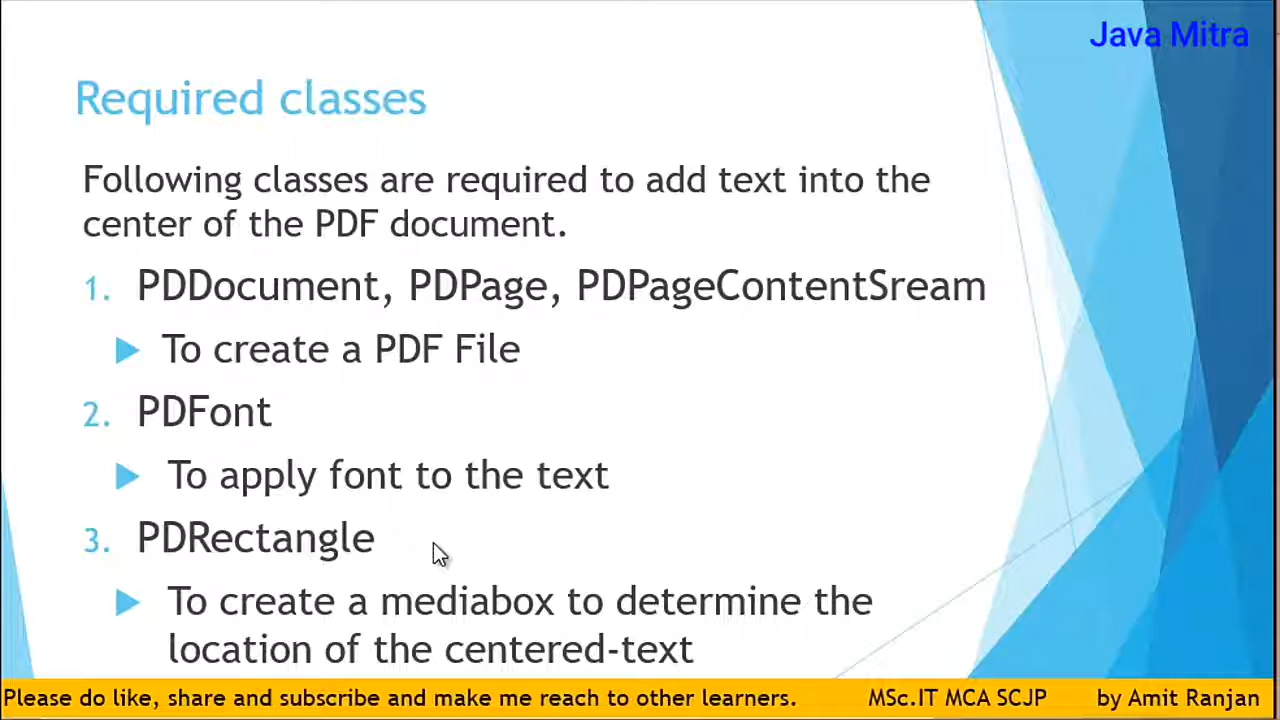 Java Mitra
Required classes
Following classes are required to add text into the
center of the PDF document.
1. PDDocument, PDPage, PDPageContentSream
To create a PDF File
2. PDFont
To apply font to the text
3. PDRectangle
To create a mediabox to determine the
location of the centered-text
Please do like, share and subscribe and make me reach to other learners. MSc.IT MCA SCJP by Amit Ranjan